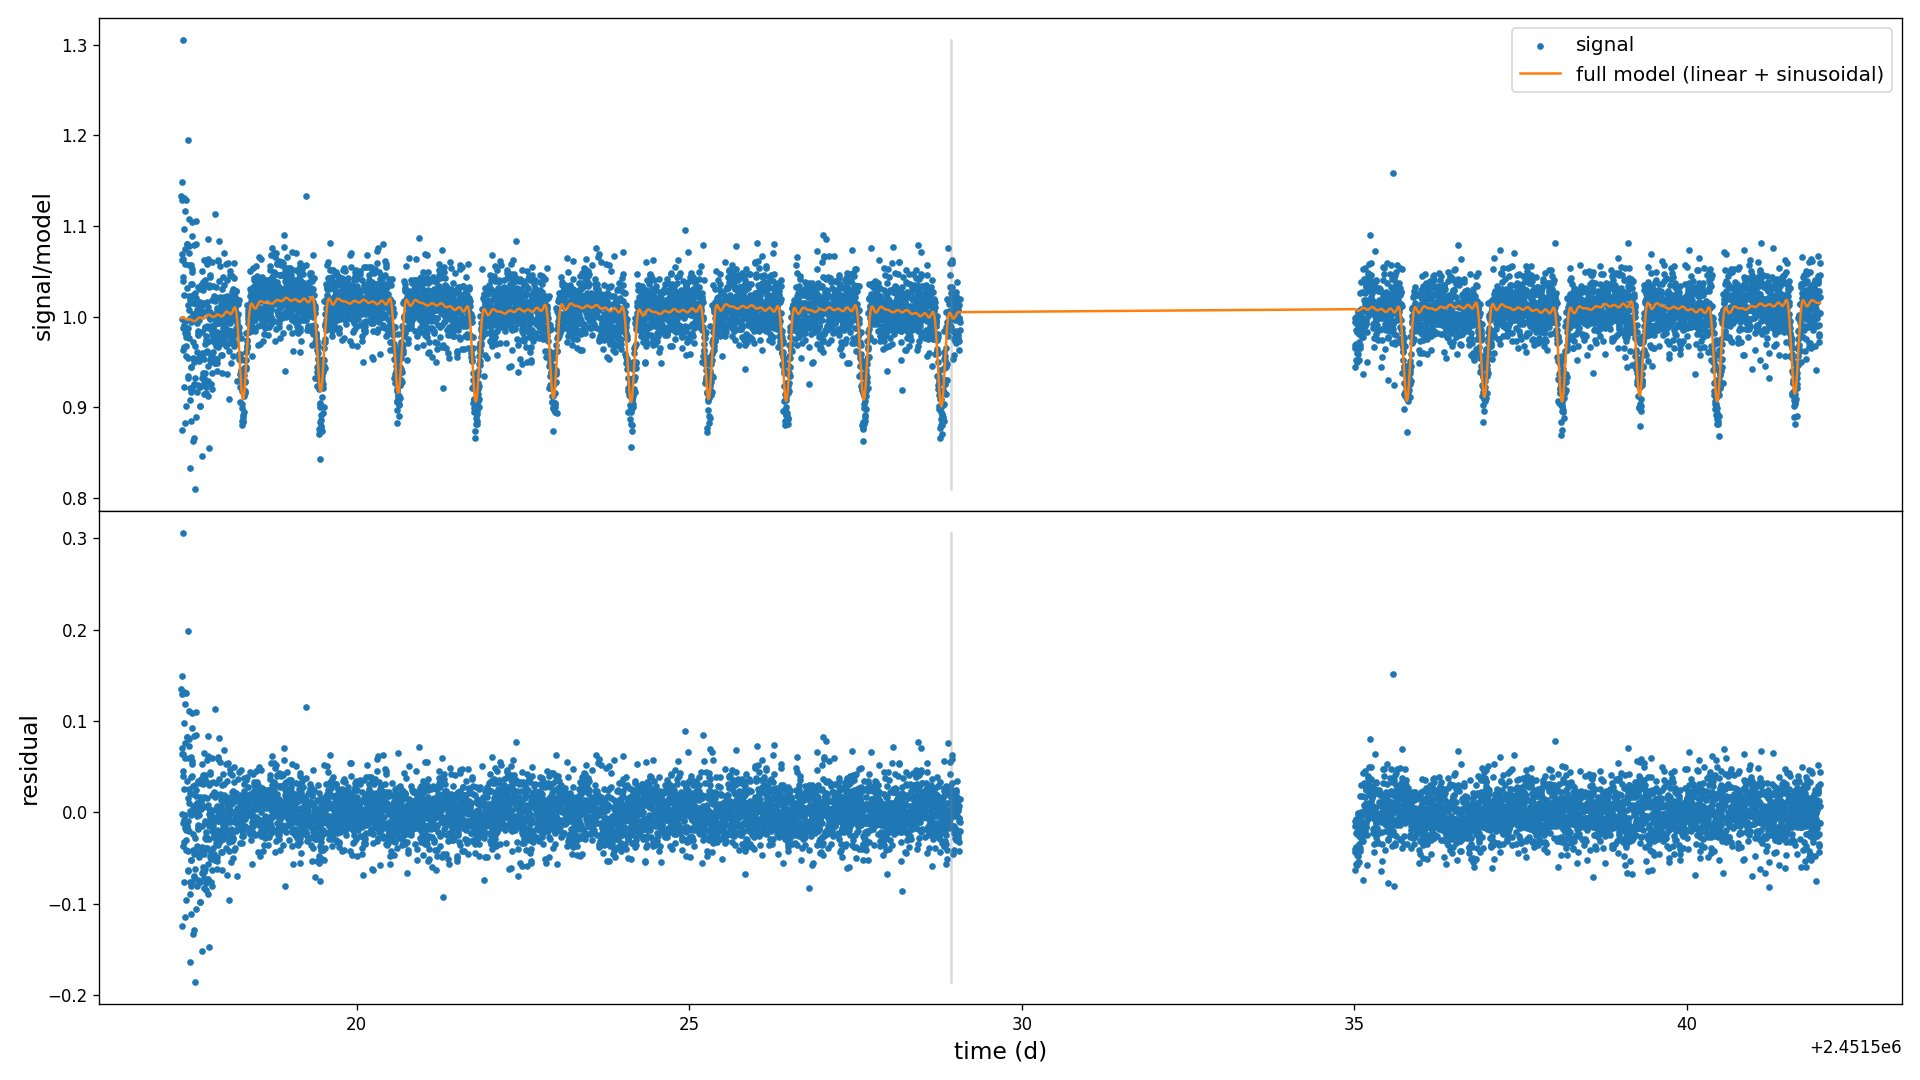 1.3
1.2
1.1
1.0
0.9
0.8
signal/model
signal
full model (linear + sinusoidal)
0.3
0.2
0.1
0.0
−0.1
−0.2
residual
20
25
30
35
40
time (d)
+2.4515e6